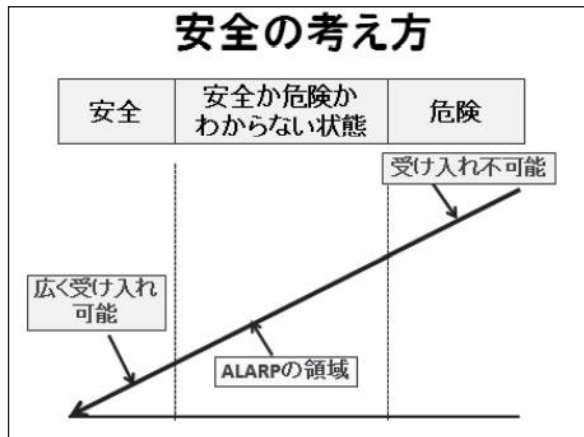 安全の考え方
安全
安全か危険か
わからない状態
危険
受け入れ不可能
広く受け入れ
可能
ALARPの領域